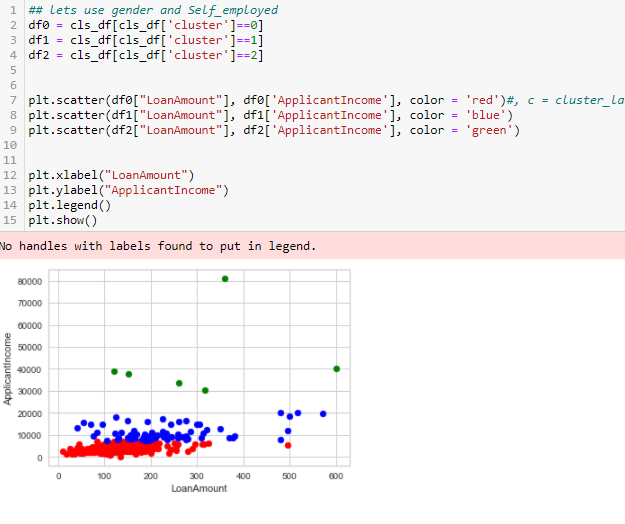 1 ## lets use gender and Self_employed
2 df0 = cls_df[cls_df['cluster']==0]
3 df1 = cls_df[cls_df['cluster']==1]
4 df2 = cls_df[cls_df['cluster']==2]
5
6
7 plt.scatter(df0["LoanAmount"], df0['ApplicantIncome'], color = 'red')#, c = cluster_la
8 plt.scatter(df1["LoanAmount"], df1['ApplicantIncome'], color = 'blue')
9 plt.scatter(df2["LoanAmount"], df2['ApplicantIncome'], color = 'green')
10
11
12 plt.xlabel("LoanAmount")
13 plt.ylabel("ApplicantIncome")
14 plt.legend()
15 plt.show()
No handles with labels found to put in legend.
80000
70000
60000
50000
40000
30000
20000
10000
0
ApplicantIncome
0 100 200 300 400 500 600
LoanAmount